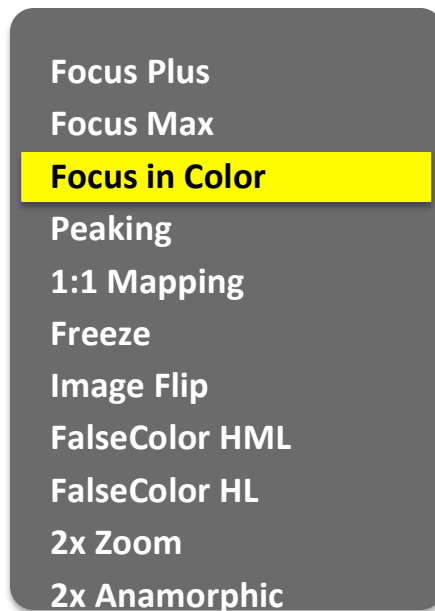 Focus Plus
Focus Max
Focus in Color
Peaking
1:1 Mapping
Freeze
Image Flip
FalseColor HML
FalseColor HL
2x Zoom
2x Anamorphic